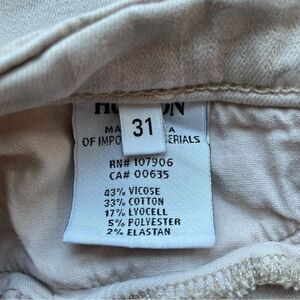 31
OF
RN# 107906
CA# 00635
43% VICOSE
33% COTTON
17% LYOCELL
5% POLYESTER
2% ELASTAN